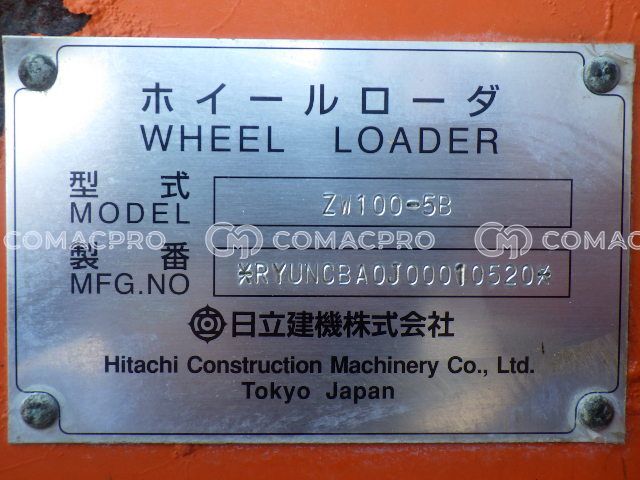 ホイールローダ
WHEEL LOADER
型式
MODEL
ZW100-5B
COMACPRO COMACPRO COMACPRO
製番
MFG.NO
*RYUNCBA0J00010520*
日立建機株式会社
Hitachi Construction Machinery Co., Ltd.
Tokyo Japan